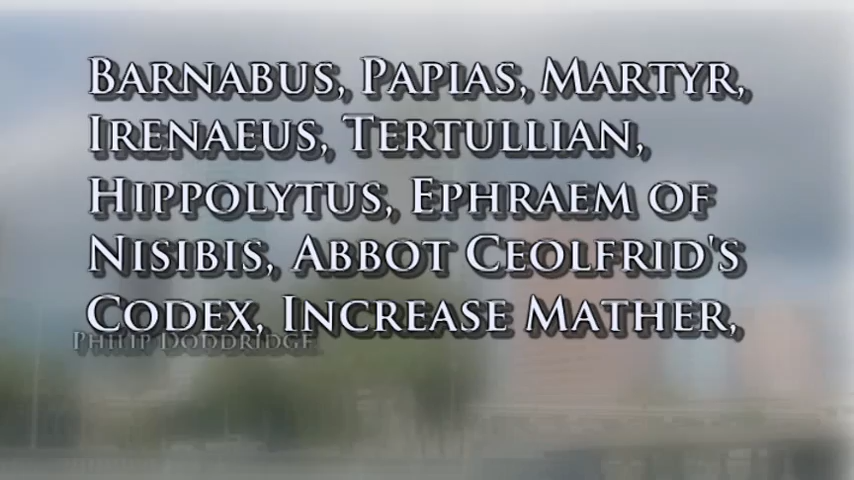 Barnabus, Papias, Martyr,
Irenaeus, Tertullian,
Hippolytus, Ephraem of
Nisibis, Abbot Ceolfrid's
Codex, Increase Mather,
Philip Doddridge